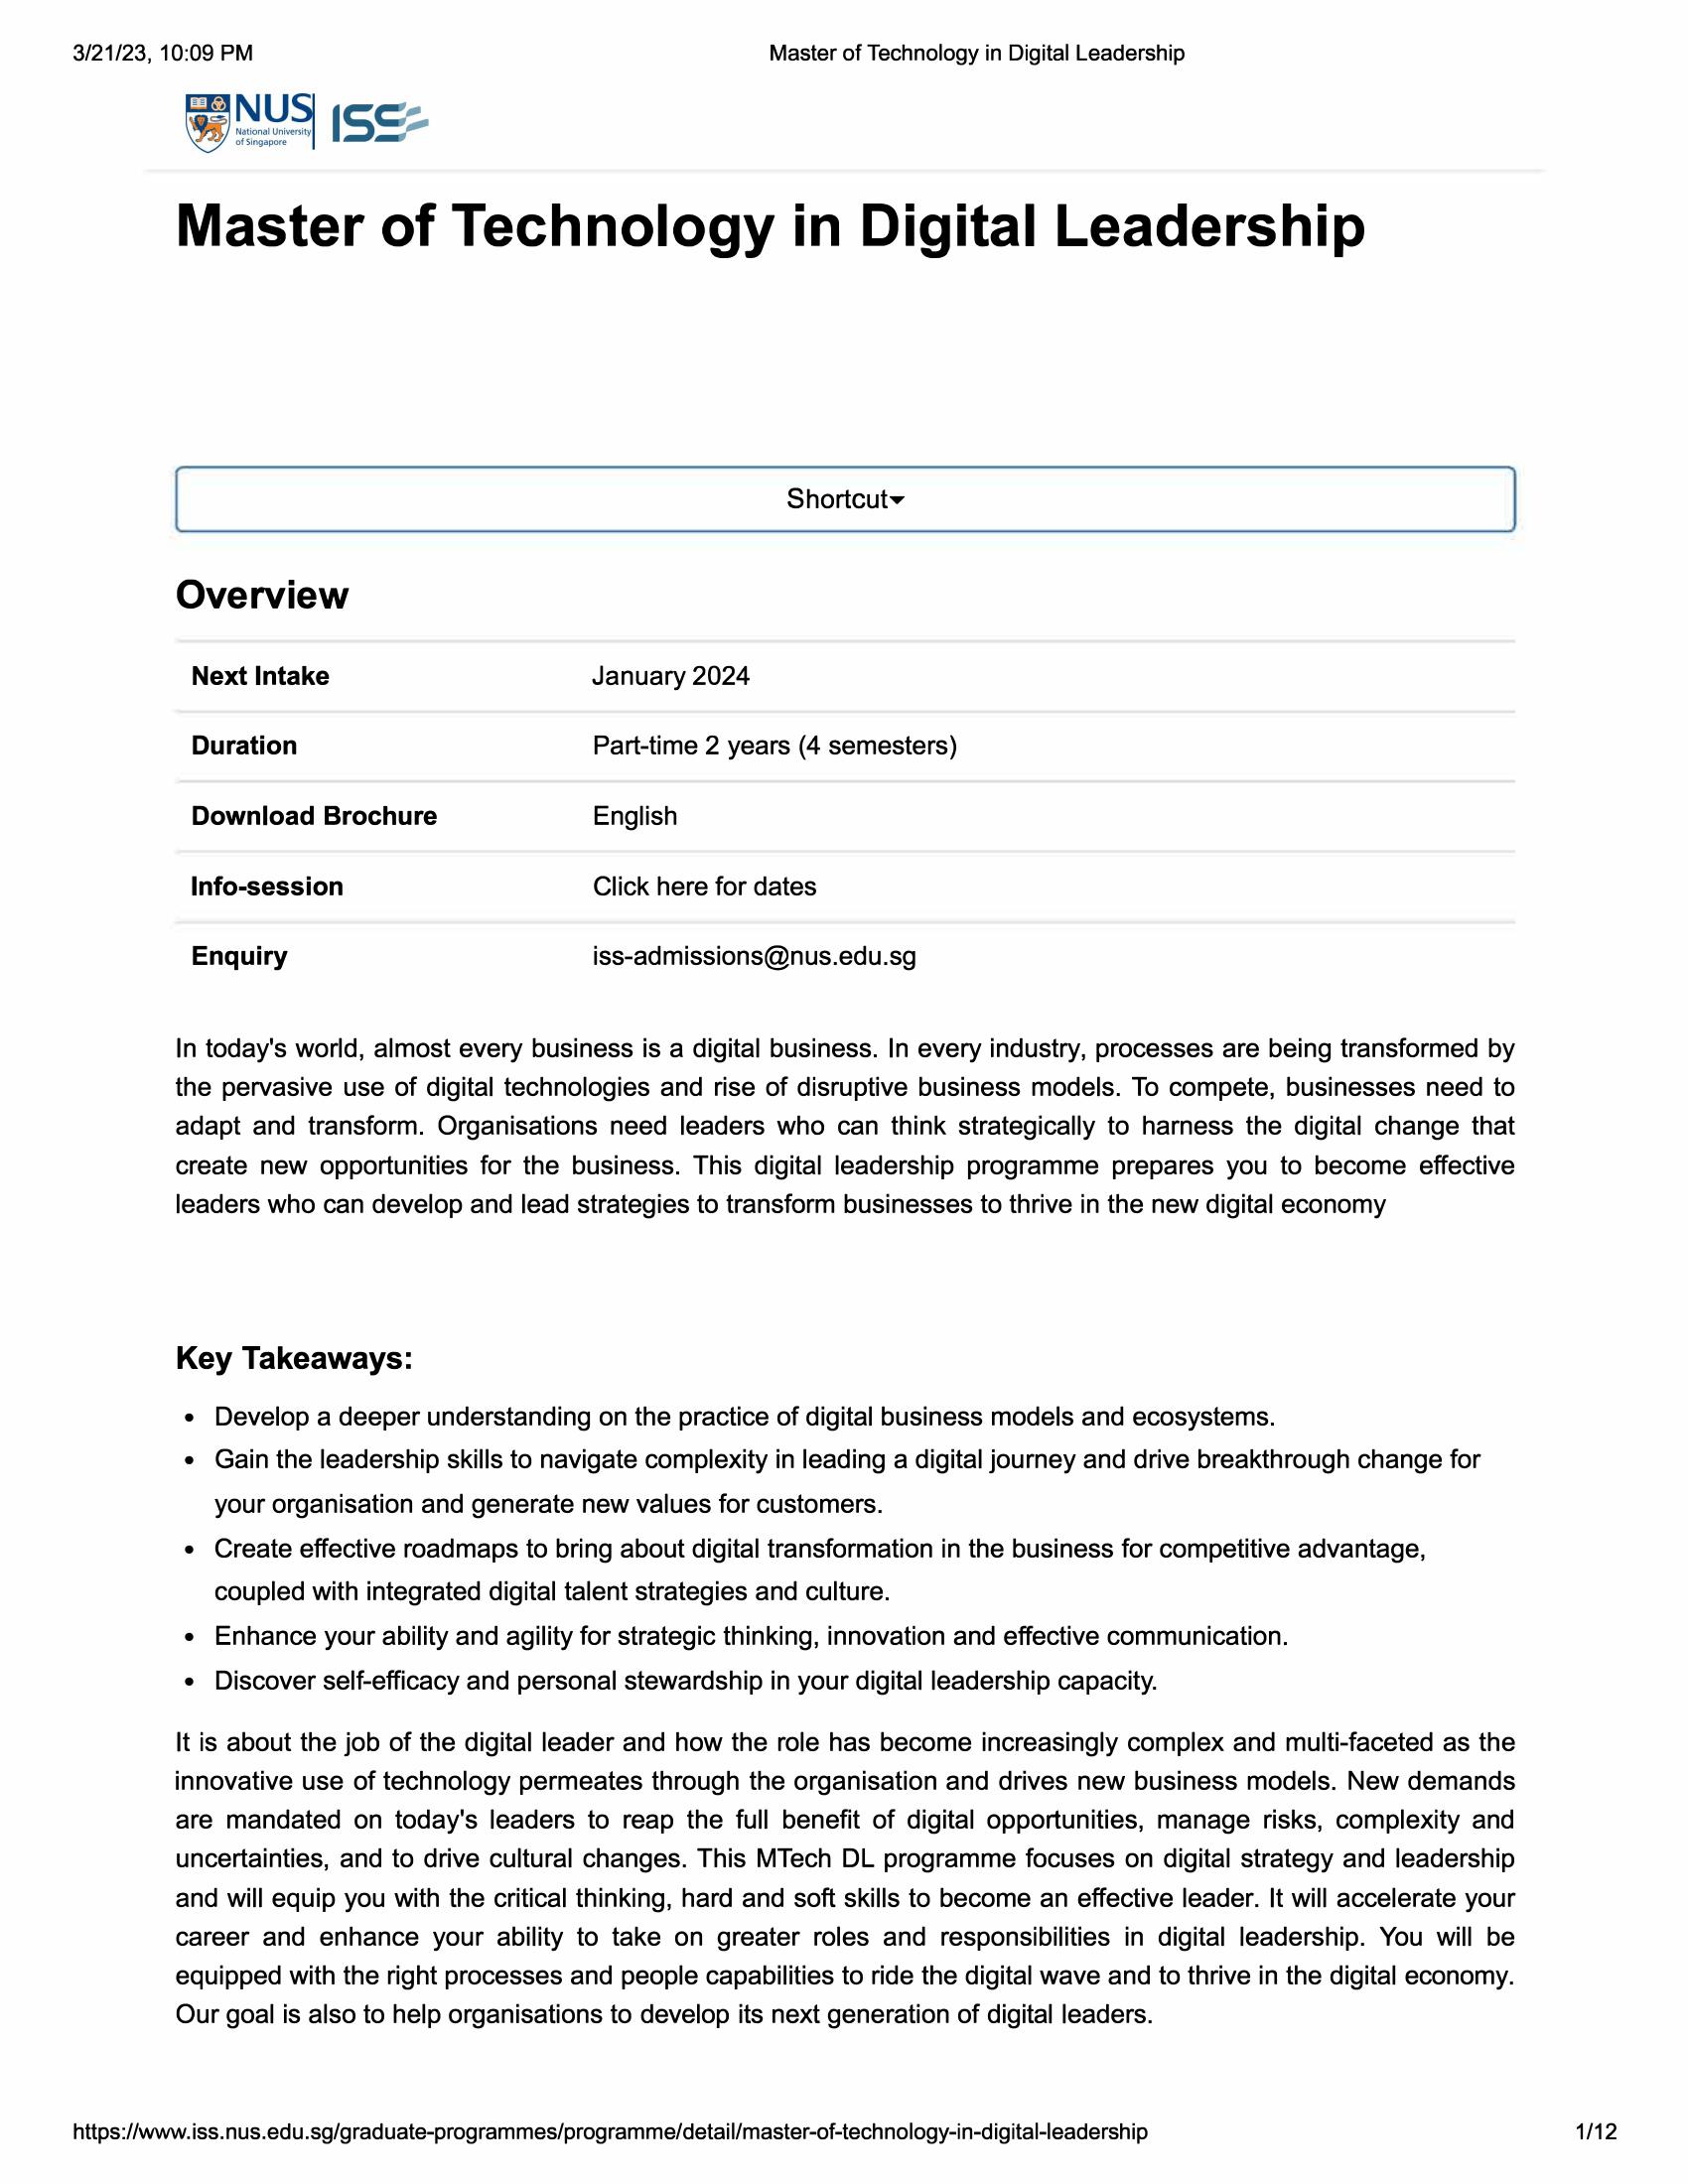 3/21/23, 10:09 PM
Master of Technology in Digital Leadership
NUS
National University
of Singapore
ISS
Master of Technology in Digital Leadership
Shortcut
Overview
Next Intake January 2024
Duration Part-time 2 years (4 semesters)
Download Brochure English
Info-session Click here for dates
Enquiry iss-admissions@nus.edu.sg
In today's world, almost every business is a digital business. In every industry, processes are being transformed by
the pervasive use of digital technologies and rise of disruptive business models. To compete, businesses need to
adapt and transform. Organisations need leaders who can think strategically to harness the digital change that
create new opportunities for the business. This digital leadership programme prepares you to become effective
leaders who can develop and lead strategies to transform businesses to thrive in the new digital economy
Key Takeaways:
• Develop a deeper understanding on the practice of digital business models and ecosystems.
• Gain the leadership skills to navigate complexity in leading a digital journey and drive breakthrough change for
your organisation and generate new values for customers.
• Create effective roadmaps to bring about digital transformation in the business for competitive advantage,
coupled with integrated digital talent strategies and culture.
• Enhance your ability and agility for strategic thinking, innovation and effective communication.
• Discover self-efficacy and personal stewardship in your digital leadership capacity.
It is about the job of the digital leader and how the role has become increasingly complex and multi-faceted as the
innovative use of technology permeates through the organisation and drives new business models. New demands
are mandated on today's leaders to reap the full benefit of digital opportunities, manage risks, complexity and
uncertainties, and to drive cultural changes. This MTech DL programme focuses on digital strategy and leadership
and will equip you with the critical thinking, hard and soft skills to become an effective leader. It will accelerate your
career and enhance your ability to take on greater roles and responsibilities in digital leadership. You will be
equipped with the right processes and people capabilities to ride the digital wave and to thrive in the digital economy.
Our goal is also to help organisations to develop its next generation of digital leaders.
https://www.iss.nus.edu.sg/graduate-programmes/programme/detail/master-of-technology-in-digital-leadership
1/12